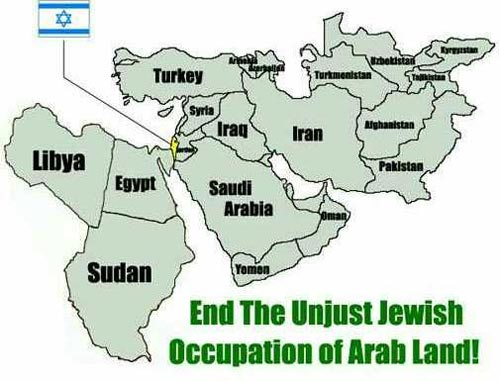 Armenia
Azerbaijan
Uzbekistan
Kyrgyzstan
Turkey
Turkmenistan
Tajikistan
Syria
Iraq
Iran
Afghanistan
Libya
Egypt
Jordan
Pakistan
Saudi
Arabia
Oman
Sudan
Yemen
End The Unjust Jewish
Occupation of Arab Land!